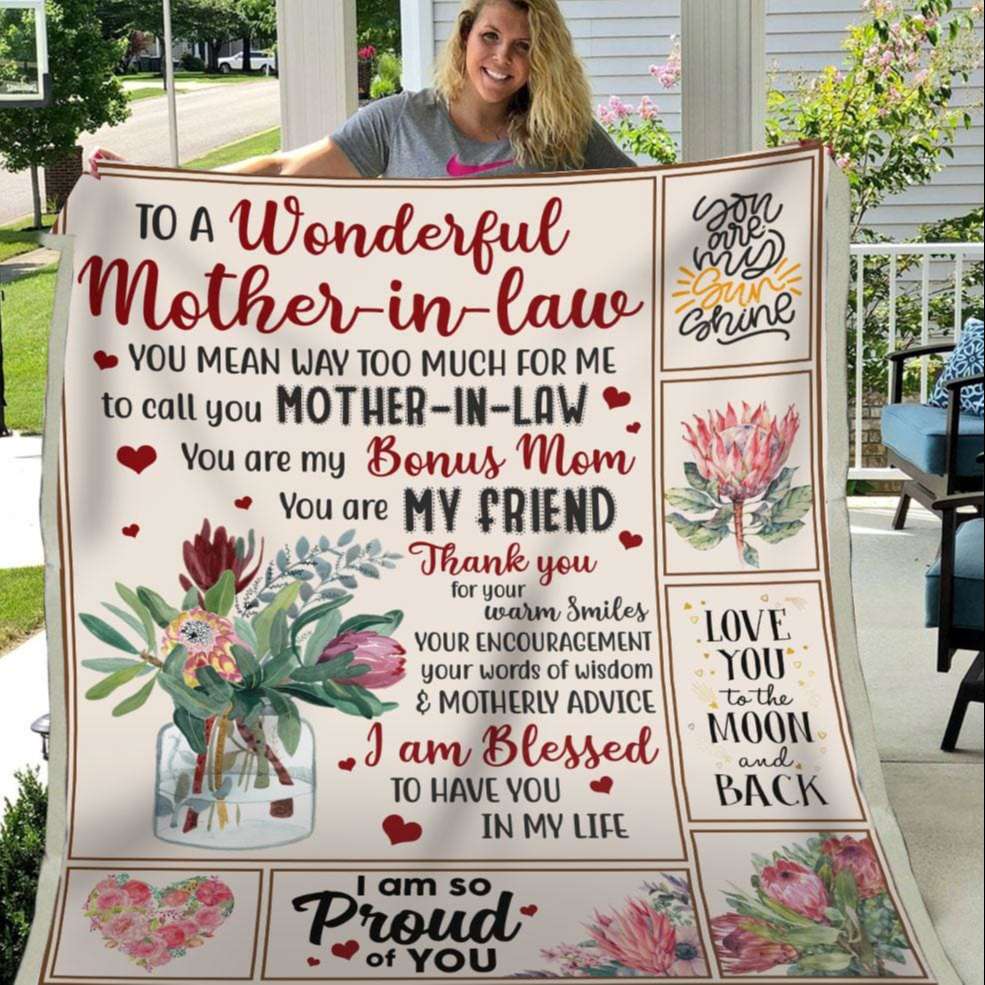 TO A Wonderful
Mother-in-law
YOU MEAN WAY TOO MUCH FOR ME
to call you MOTHER-IN-LAW
You are my Bonus Mom
You are MY FRIEND
Thank you
for your
warm Smiles
YOUR ENCOURAGEMENT
your words of wisdom
& MOTHERLY ADVICE
I am Blessed
TO HAVE YOU
IN MY LIFE
you
are
my
Sun
shine
LOVE
YOU
to the
MOON
and
BACK
I am so
Proud
of YOU